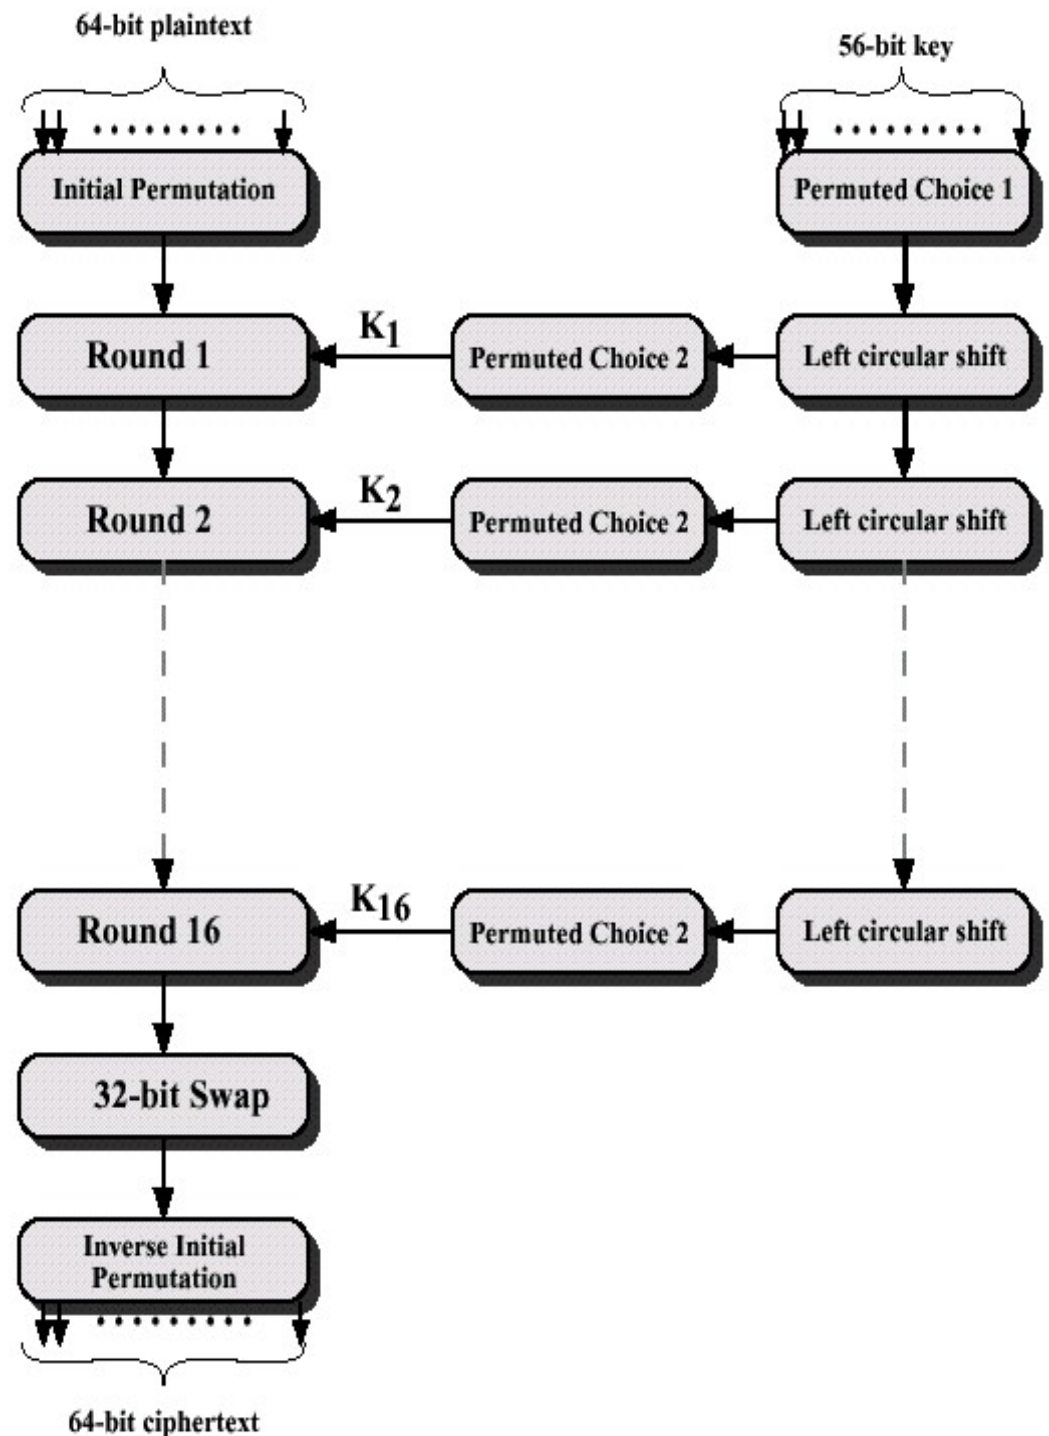 64-bit plaintext
56-bit key
Initial Permutation
Permuted Choice 1
Round 1
K1
Permuted Choice 2
Left circular shift
Round 2
K2
Permuted Choice 2
Left circular shift
Round 16
K16
Permuted Choice 2
Left circular shift
32-bit Swap
Inverse Initial
Permutation
64-bit ciphertext